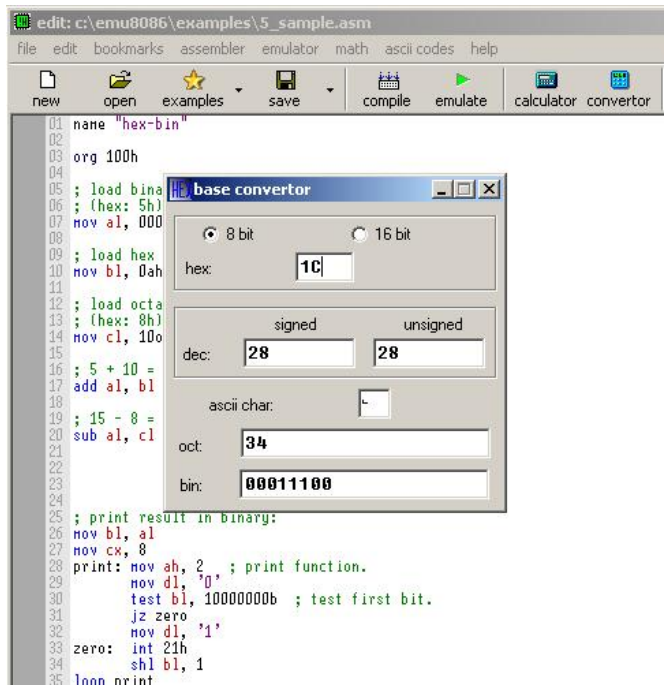 edit: c:\emu8086\examples\5_sample.asm
file edit bookmarks assembler emulator math ascii codes help
new open examples save compile emulate calculator convertor
01 name "hex-bin"
02
03 org 100h
04
05 ; load bina
06 ; (hex: 5h)
07 mov al, 000
08
09 ; load hex
10 mov bl, 0ah
11
12 ; load octa
13 ; (hex: 8h)
14 mov cl, 10o
15
16 ; 5 + 10 =
17 add al, bl
18
19 ; 15 - 8 =
20 sub al, cl
21
22
23
24
25 ; print result in binary:
26 mov bl, al
27 mov cx, 8
28 print: mov ah, 2 ; print function.
29 mov dl, '0'
30 test bl, 10000000b ; test first bit.
31 jz zero
32 mov dl, '1'
33 zero: int 21h
34 shl bl, 1
35 loop print
HEX base convertor
8 bit 16 bit
hex: 1C
signed unsigned
dec: 28 28
ascii char: ∟
oct: 34
bin: 00011100